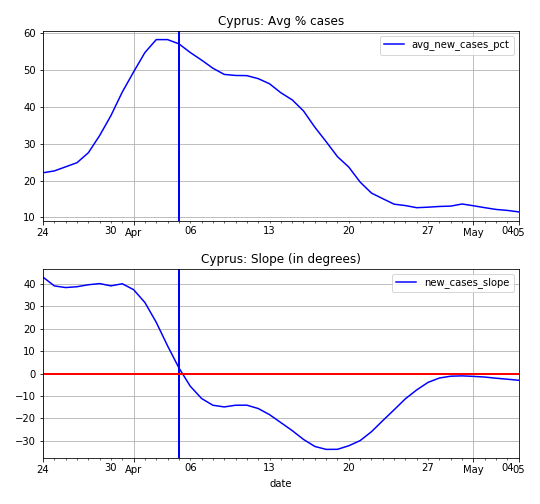 Cyprus: Avg % cases
avg_new_cases_pct
60
50
40
30
20
10
24 30 Apr 06 13 20 27 May 04 05
Cyprus: Slope (in degrees)
new_cases_slope
40
30
20
10
0
−10
−20
−30
24 30 Apr 06 13 20 27 May 04 05
date